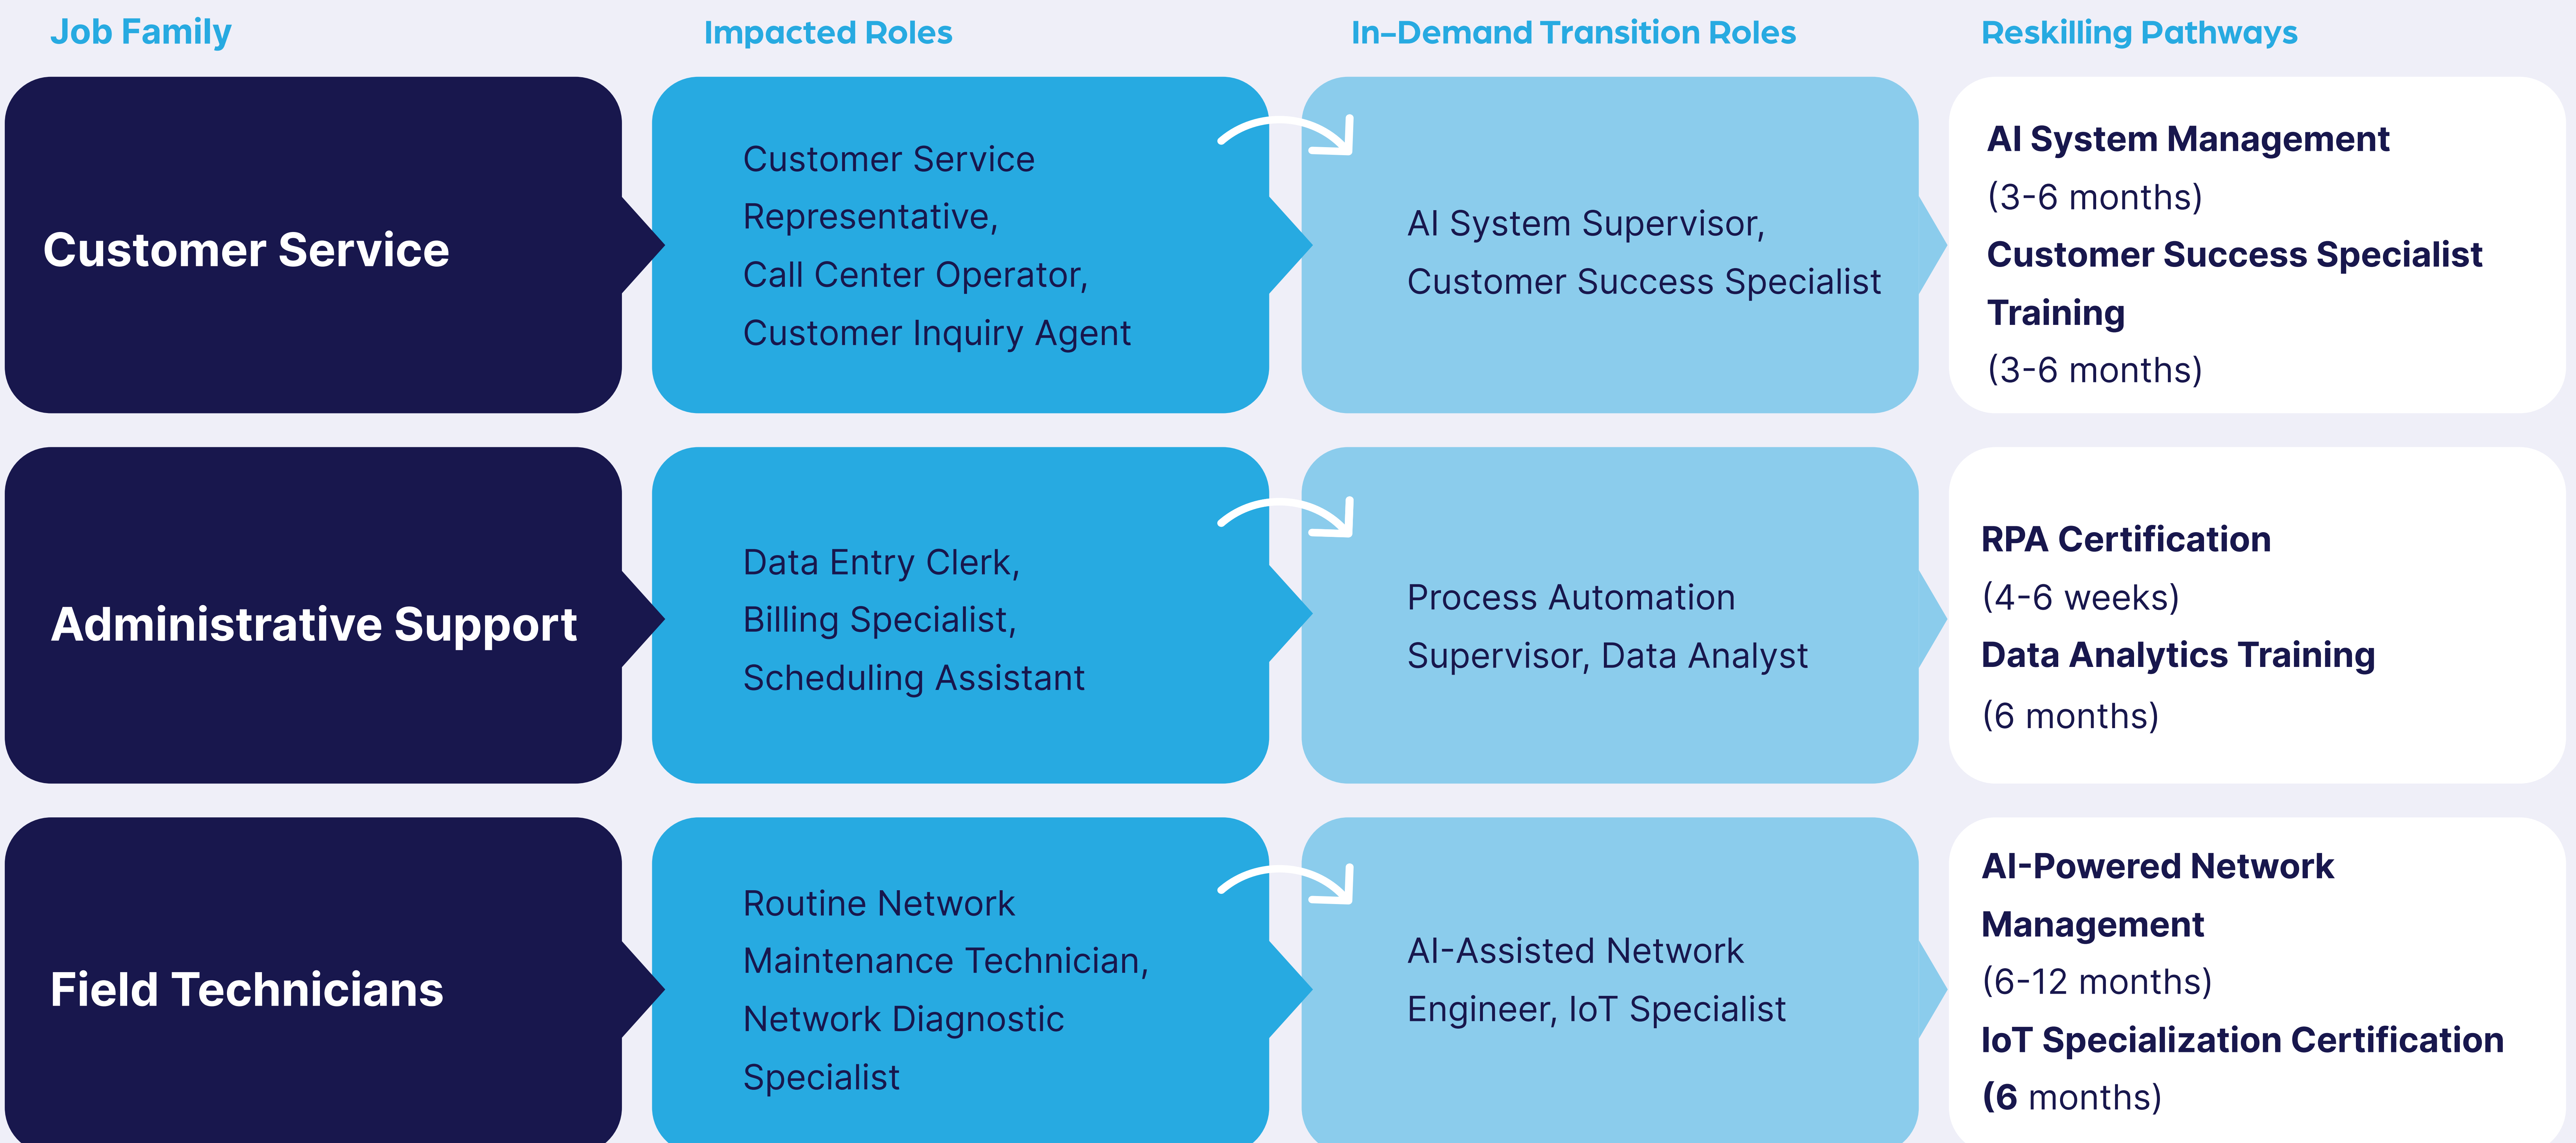 Job Family
Impacted Roles
In-Demand Transition Roles
Reskilling Pathways
Customer Service
Customer Service
Representative,
Call Center Operator,
Customer Inquiry Agent
AI System Supervisor,
Customer Success Specialist
AI System Management
(3-6 months)
Customer Success Specialist
Training
(3-6 months)
Administrative Support
Data Entry Clerk,
Billing Specialist,
Scheduling Assistant
Process Automation
Supervisor, Data Analyst
RPA Certification
(4-6 weeks)
Data Analytics Training
(6 months)
Field Technicians
Routine Network
Maintenance Technician,
Network Diagnostic
Specialist
AI-Assisted Network
Engineer, IoT Specialist
AI-Powered Network
Management
(6-12 months)
IoT Specialization Certification
(6 months)